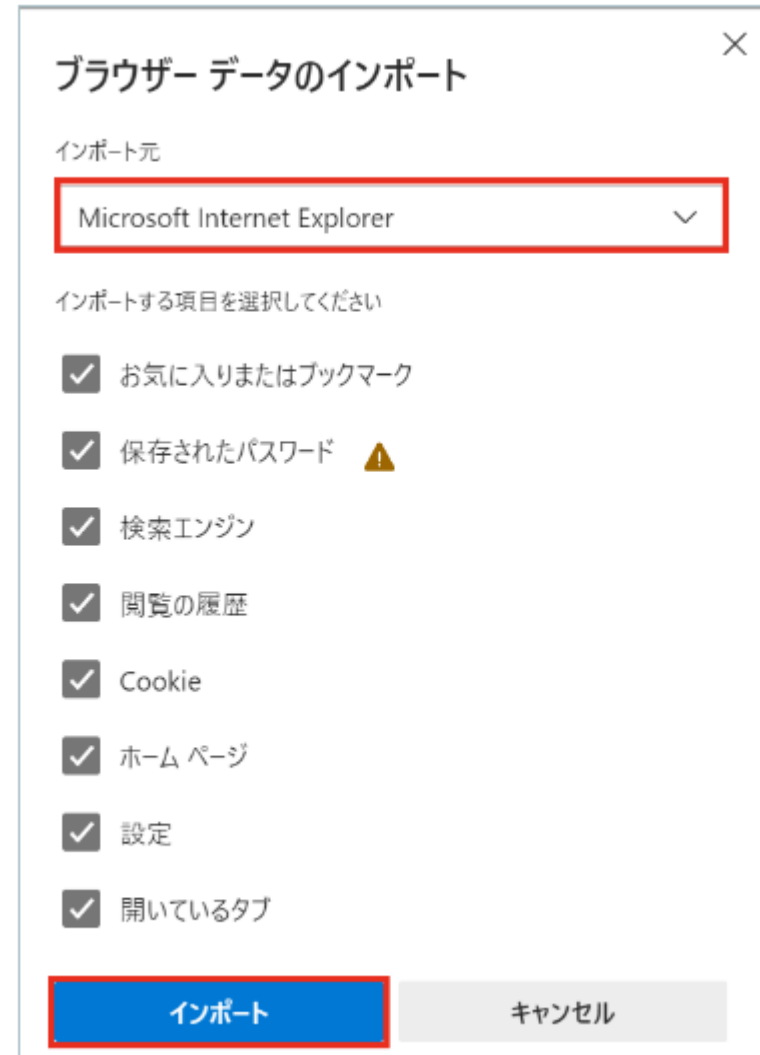 ブラウザー データのインポート
インポート元
Microsoft Internet Explorer
インポートする項目を選択してください
お気に入りまたはブックマーク
保存されたパスワード
検索エンジン
閲覧の履歴
Cookie
ホーム ページ
設定
開いているタブ
インポート
キャンセル